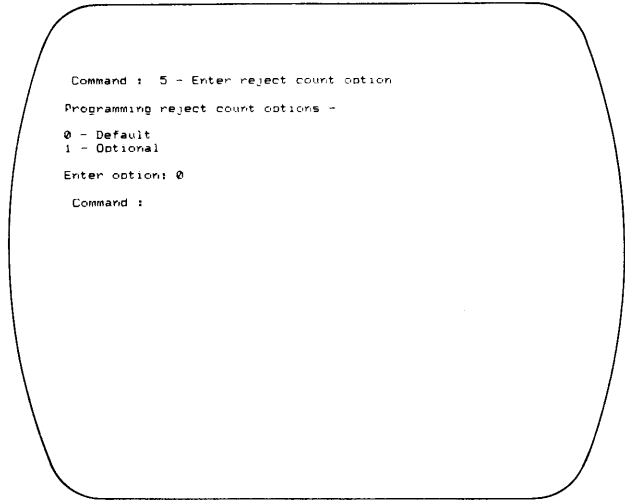 Command :  5 - Enter reject count option
Programming reject count options -
0 - Default
1 - Optional
Enter option: 0
Command :